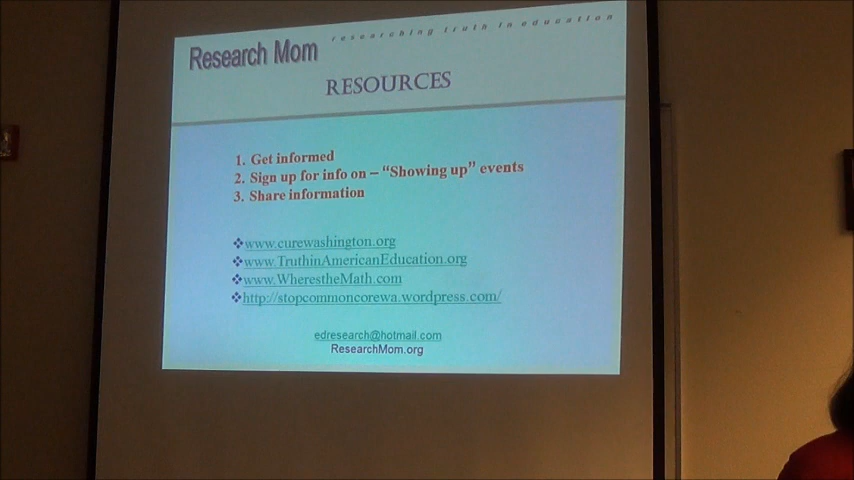 researching truth in education
Research Mom
RESOURCES
1. Get informed
2. Sign up for info on – “Showing up” events
3. Share information
❖www.curewashington.org
❖www.TruthinAmericanEducation.org
❖www.WherestheMath.com
❖http://stopcommoncorewa.wordpress.com/
edresearch@hotmail.com
ResearchMom.org